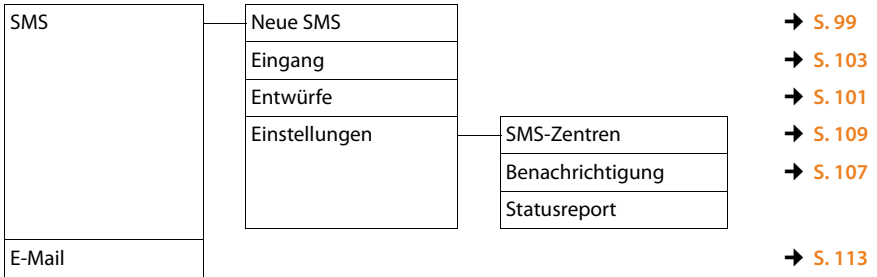 SMS Neue SMS ➔ S. 99
Eingang ➔ S. 103
Entwürfe ➔ S. 101
Einstellungen SMS-Zentren ➔ S. 109
Benachrichtigung ➔ S. 107
Statusreport
E-Mail ➔ S. 113